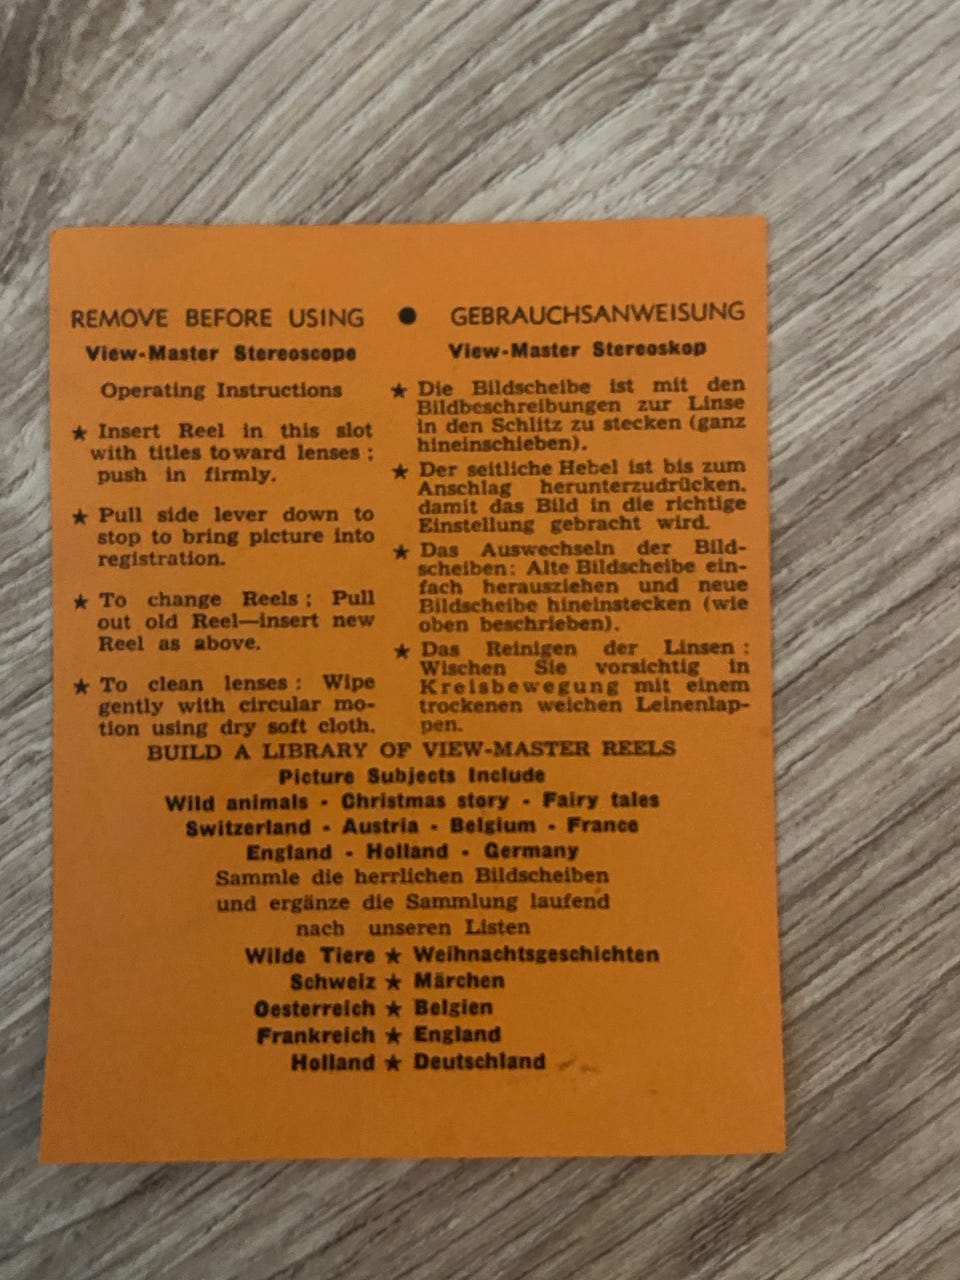 REMOVE BEFORE USING ● GEBRAUCHSANWEISUNG
View-Master Stereoscope
Operating Instructions
★ Insert Reel in this slot
with titles toward lenses;
push in firmly.
★ Pull side lever down to
stop to bring picture into
registration.
★ To change Reels: Pull
out old Reel—insert new
Reel as above.
★ To clean lenses: Wipe
gently with circular mo-
tion using dry soft cloth.
View-Master Stereoskop
★ Die Bildscheibe ist mit den
Bildbeschreibungen zur Linse
in den Schlitz zu stecken (ganz
hineinschieben).
★ Der seitliche Hebel ist bis zum
Anschlag herunterzudrücken,
damit das Bild in die richtige
Einstellung gebracht wird.
★ Das Auswechseln der Bild-
scheiben: Alte Bildscheibe ein-
fach herausziehen und neue
Bildscheibe hineinstecken (wie
oben beschrieben).
★ Das Reinigen der Linsen:
Wischen Sie vorsichtig in
Kreisbewegung mit einem
trockenen weichen Leinenlap-
pen.
BUILD A LIBRARY OF VIEW-MASTER REELS
Picture Subjects Include
Wild animals - Christmas story - Fairy tales
Switzerland - Austria - Belgium - France
England - Holland - Germany
Sammle die herrlichen Bildscheiben
und ergänze die Sammlung laufend
nach unseren Listen
Wilde Tiere ★ Weihnachtsgeschichten
Schweiz ★ Märchen
Oesterreich ★ Belgien
Frankreich ★ England
Holland ★ Deutschland